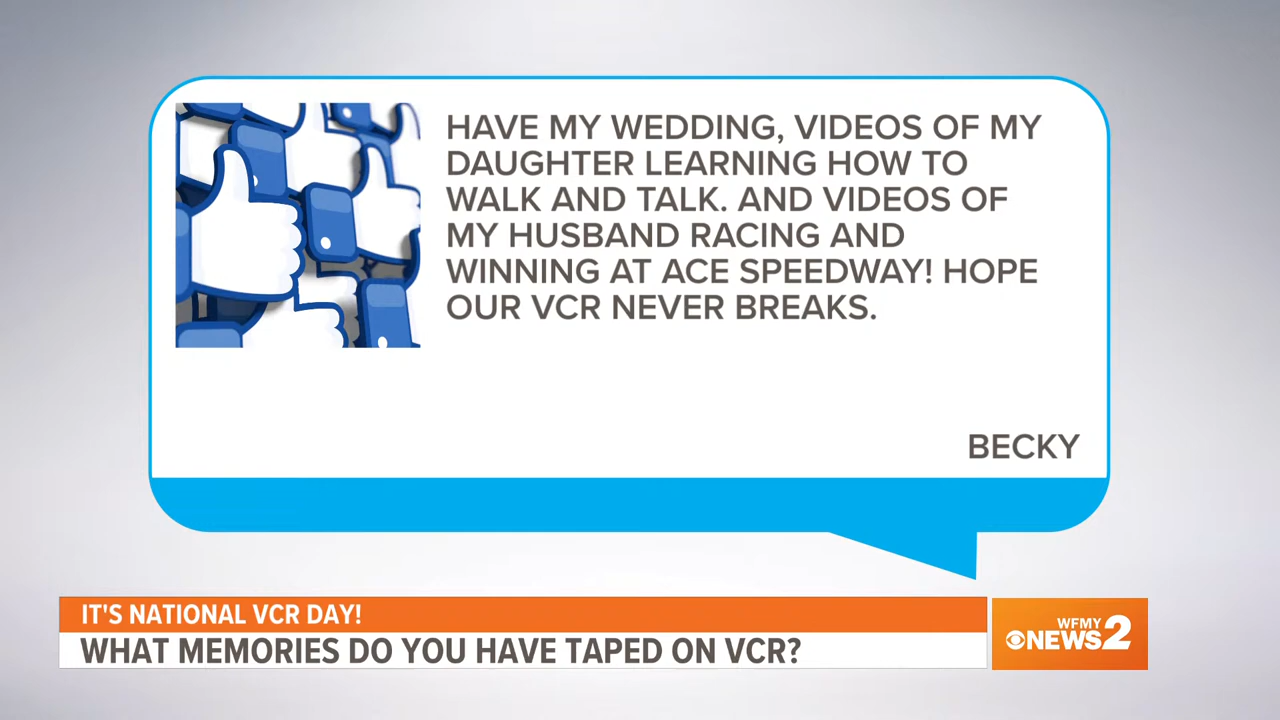 HAVE MY WEDDING, VIDEOS OF MY
DAUGHTER LEARNING HOW TO
WALK AND TALK. AND VIDEOS OF
MY HUSBAND RACING AND
WINNING AT ACE SPEEDWAY! HOPE
OUR VCR NEVER BREAKS.
BECKY
IT'S NATIONAL VCR DAY!
WHAT MEMORIES DO YOU HAVE TAPED ON VCR?
WFMY
NEWS 2